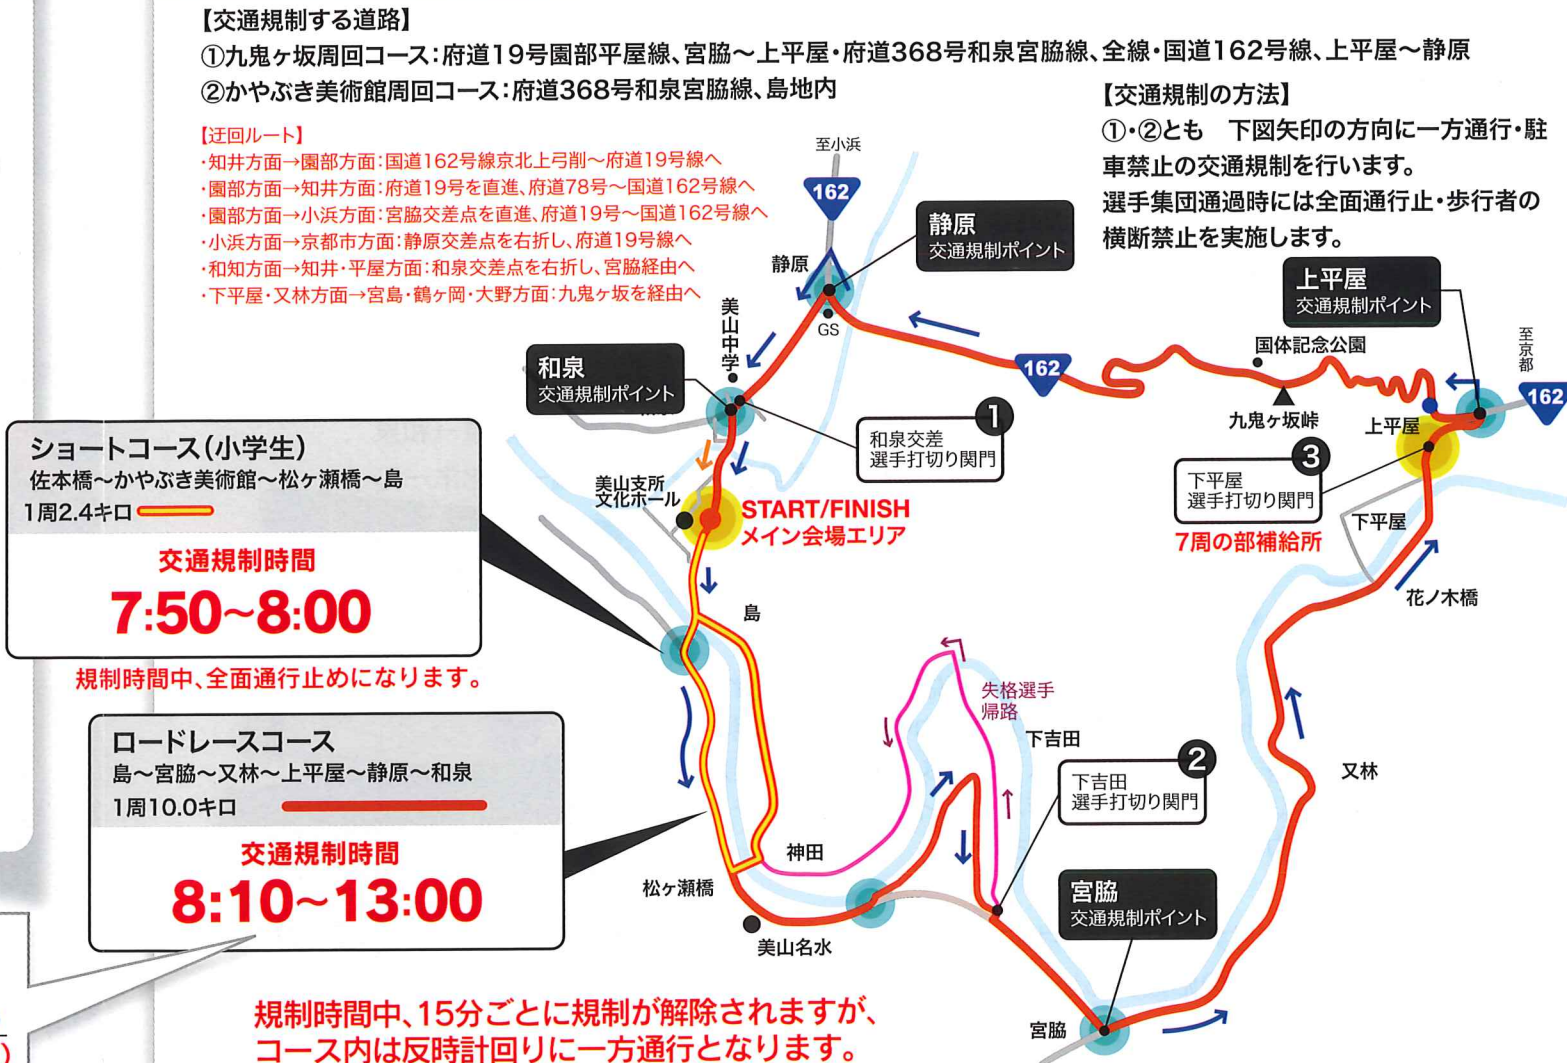 【交通規制する道路】
①九鬼ヶ坂周回コース:府道19号園部平屋線、宮脇～上平屋・府道368号和泉宮脇線、全線・国道162号線、上平屋～静原
②かやぶき美術館周回コース:府道368号和泉宮脇線、島地内
【迂回ルート】
・知井方面→園部方面:国道162号線京北上弓削～府道19号線へ
・園部方面→知井方面:府道19号を直進、府道78号～国道162号線へ
・園部方面→小浜方面:宮脇交差点を直進、府道19号～国道162号線へ
・小浜方面→京都市方面:静原交差点を右折し、府道19号線へ
・和知方面→知井・平屋方面:和泉交差点を右折し、宮脇経由へ
・下平屋・又林方面→宮島・鶴ヶ岡・大野方面:九鬼ヶ坂を経由へ
【交通規制の方法】
①・②とも 下図矢印の方向に一方通行・駐
車禁止の交通規制を行います。
選手集団通過時には全面通行止・歩行者の
横断禁止を実施します。
至小浜
162
静原
交通規制ポイント
静原
GS
美山中学
和泉
交通規制ポイント
1
和泉交差
選手打切り関門
162
国体記念公園
九鬼ヶ坂峠
上平屋
交通規制ポイント
至京都
162
上平屋
3
下平屋
選手打切り関門
7周の部補給所
下平屋
花ノ木橋
美山支所
文化ホール
START/FINISH
メイン会場エリア
ショートコース(小学生)
佐本橋～かやぶき美術館～松ヶ瀬橋～島
1周2.4キロ
交通規制時間
7:50～8:00
規制時間中、全面通行止めになります。
島
失格選手
帰路
下吉田
2
下吉田
選手打切り関門
又林
ロードレースコース
島～宮脇～又林～上平屋～静原～和泉
1周10.0キロ
交通規制時間
8:10～13:00
神田
松ヶ瀬橋
美山名水
宮脇
交通規制ポイント
宮脇
規制時間中、15分ごとに規制が解除されますが、
コース内は反時計回りに一方通行となります。
)